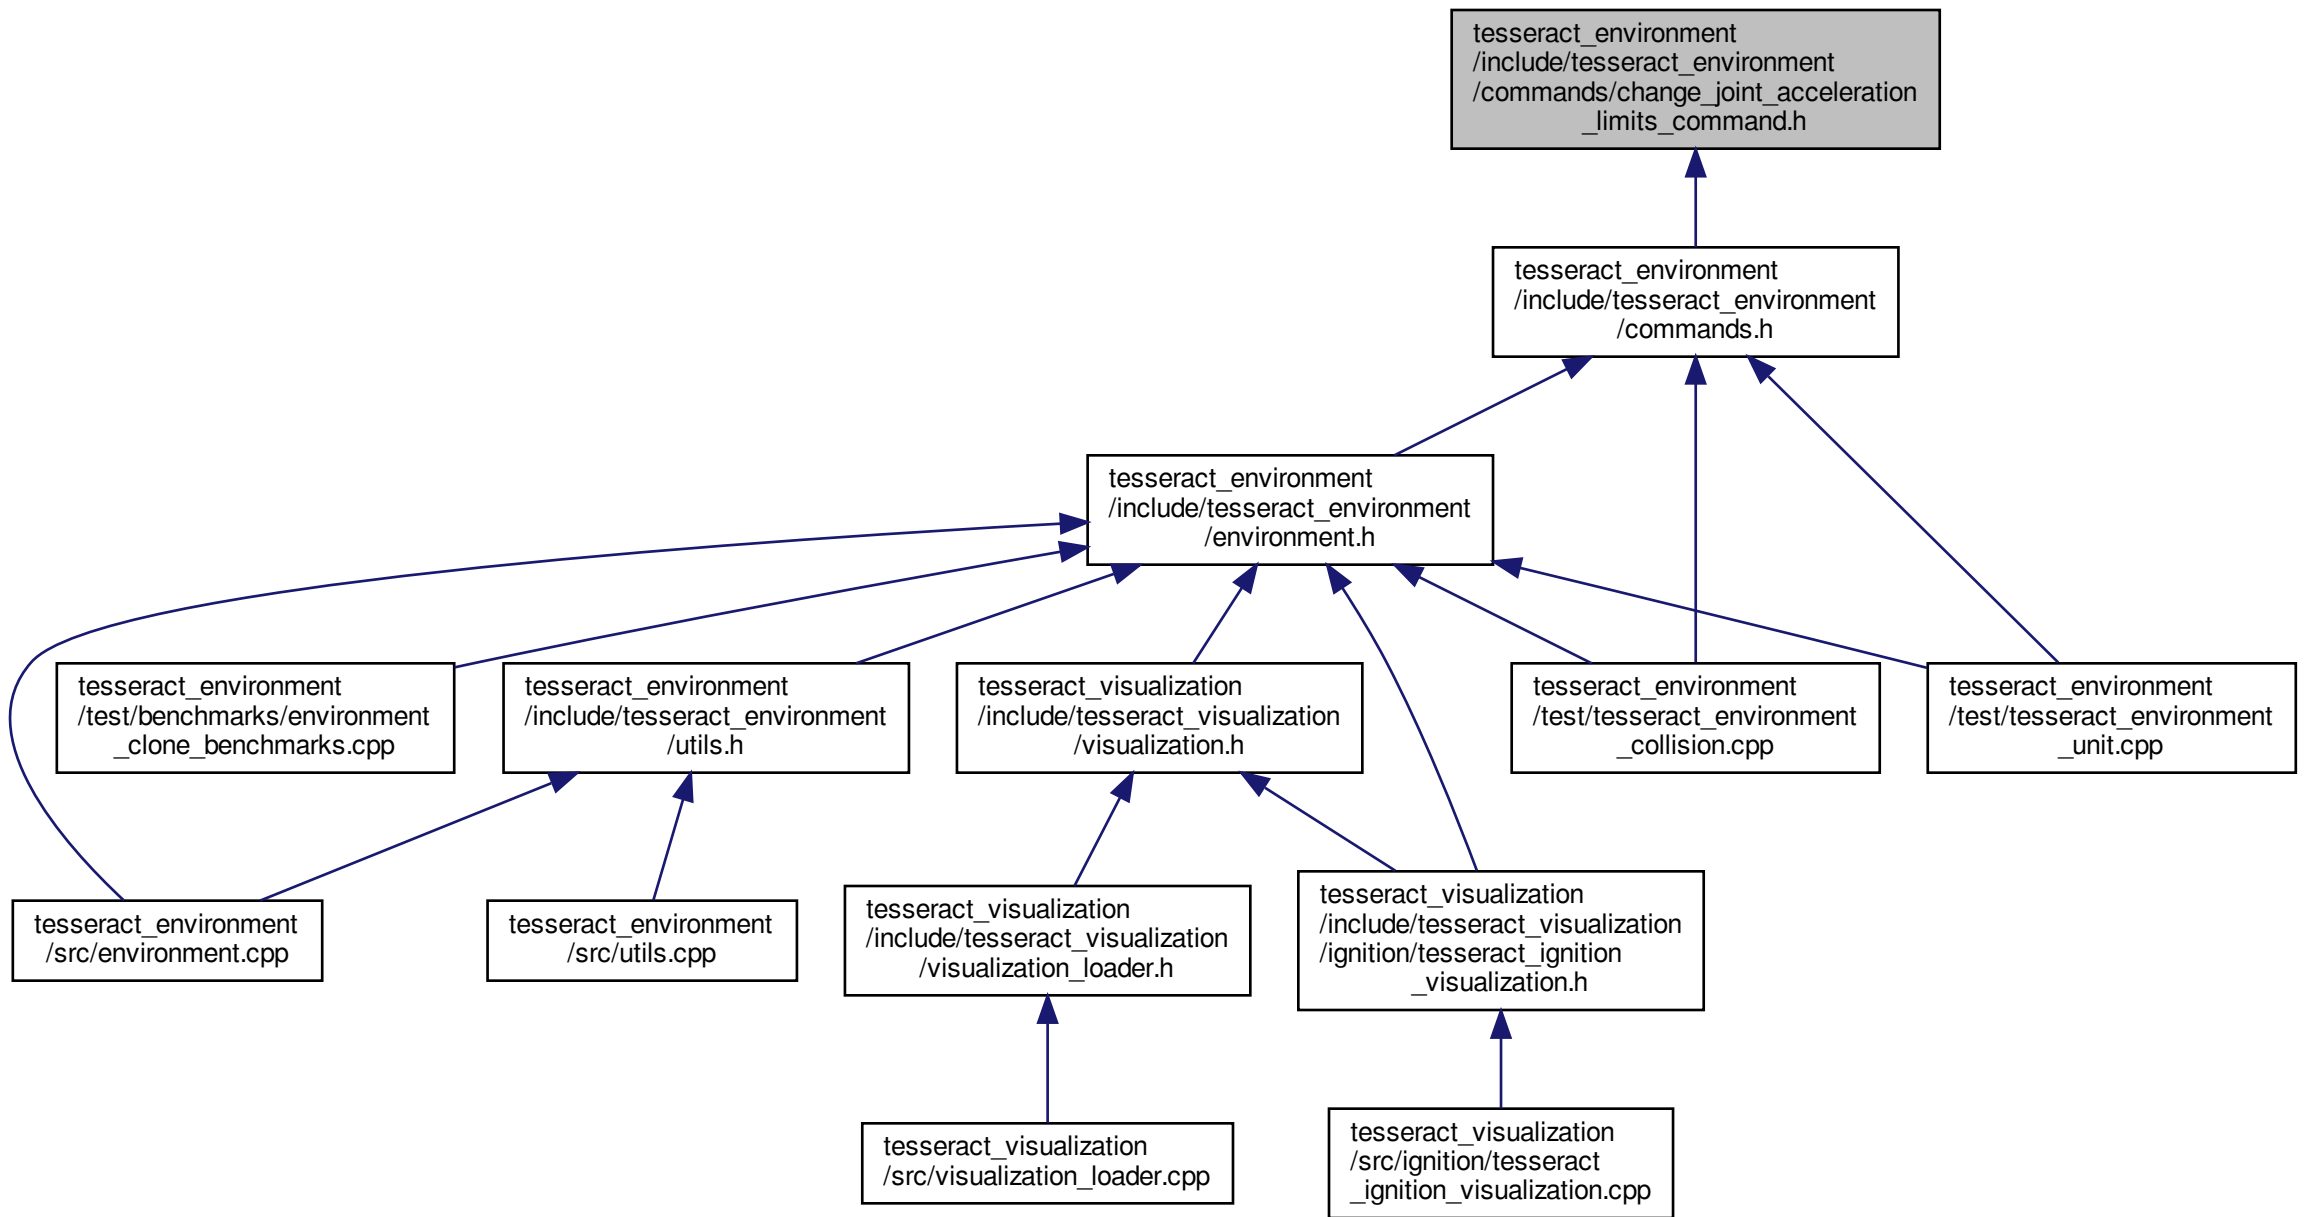 tesseract_environment
/include/tesseract_environment
/commands/change_joint_acceleration
_limits_command.h
tesseract_environment
/include/tesseract_environment
/commands.h
tesseract_environment
/include/tesseract_environment
/environment.h
tesseract_environment
/test/benchmarks/environment
_clone_benchmarks.cpp
tesseract_environment
/include/tesseract_environment
/utils.h
tesseract_visualization
/include/tesseract_visualization
/visualization.h
tesseract_environment
/test/tesseract_environment
_collision.cpp
tesseract_environment
/test/tesseract_environment
_unit.cpp
tesseract_environment
/src/environment.cpp
tesseract_environment
/src/utils.cpp
tesseract_visualization
/include/tesseract_visualization
/visualization_loader.h
tesseract_visualization
/include/tesseract_visualization
/ignition/tesseract_ignition
_visualization.h
tesseract_visualization
/src/visualization_loader.cpp
tesseract_visualization
/src/ignition/tesseract
_ignition_visualization.cpp